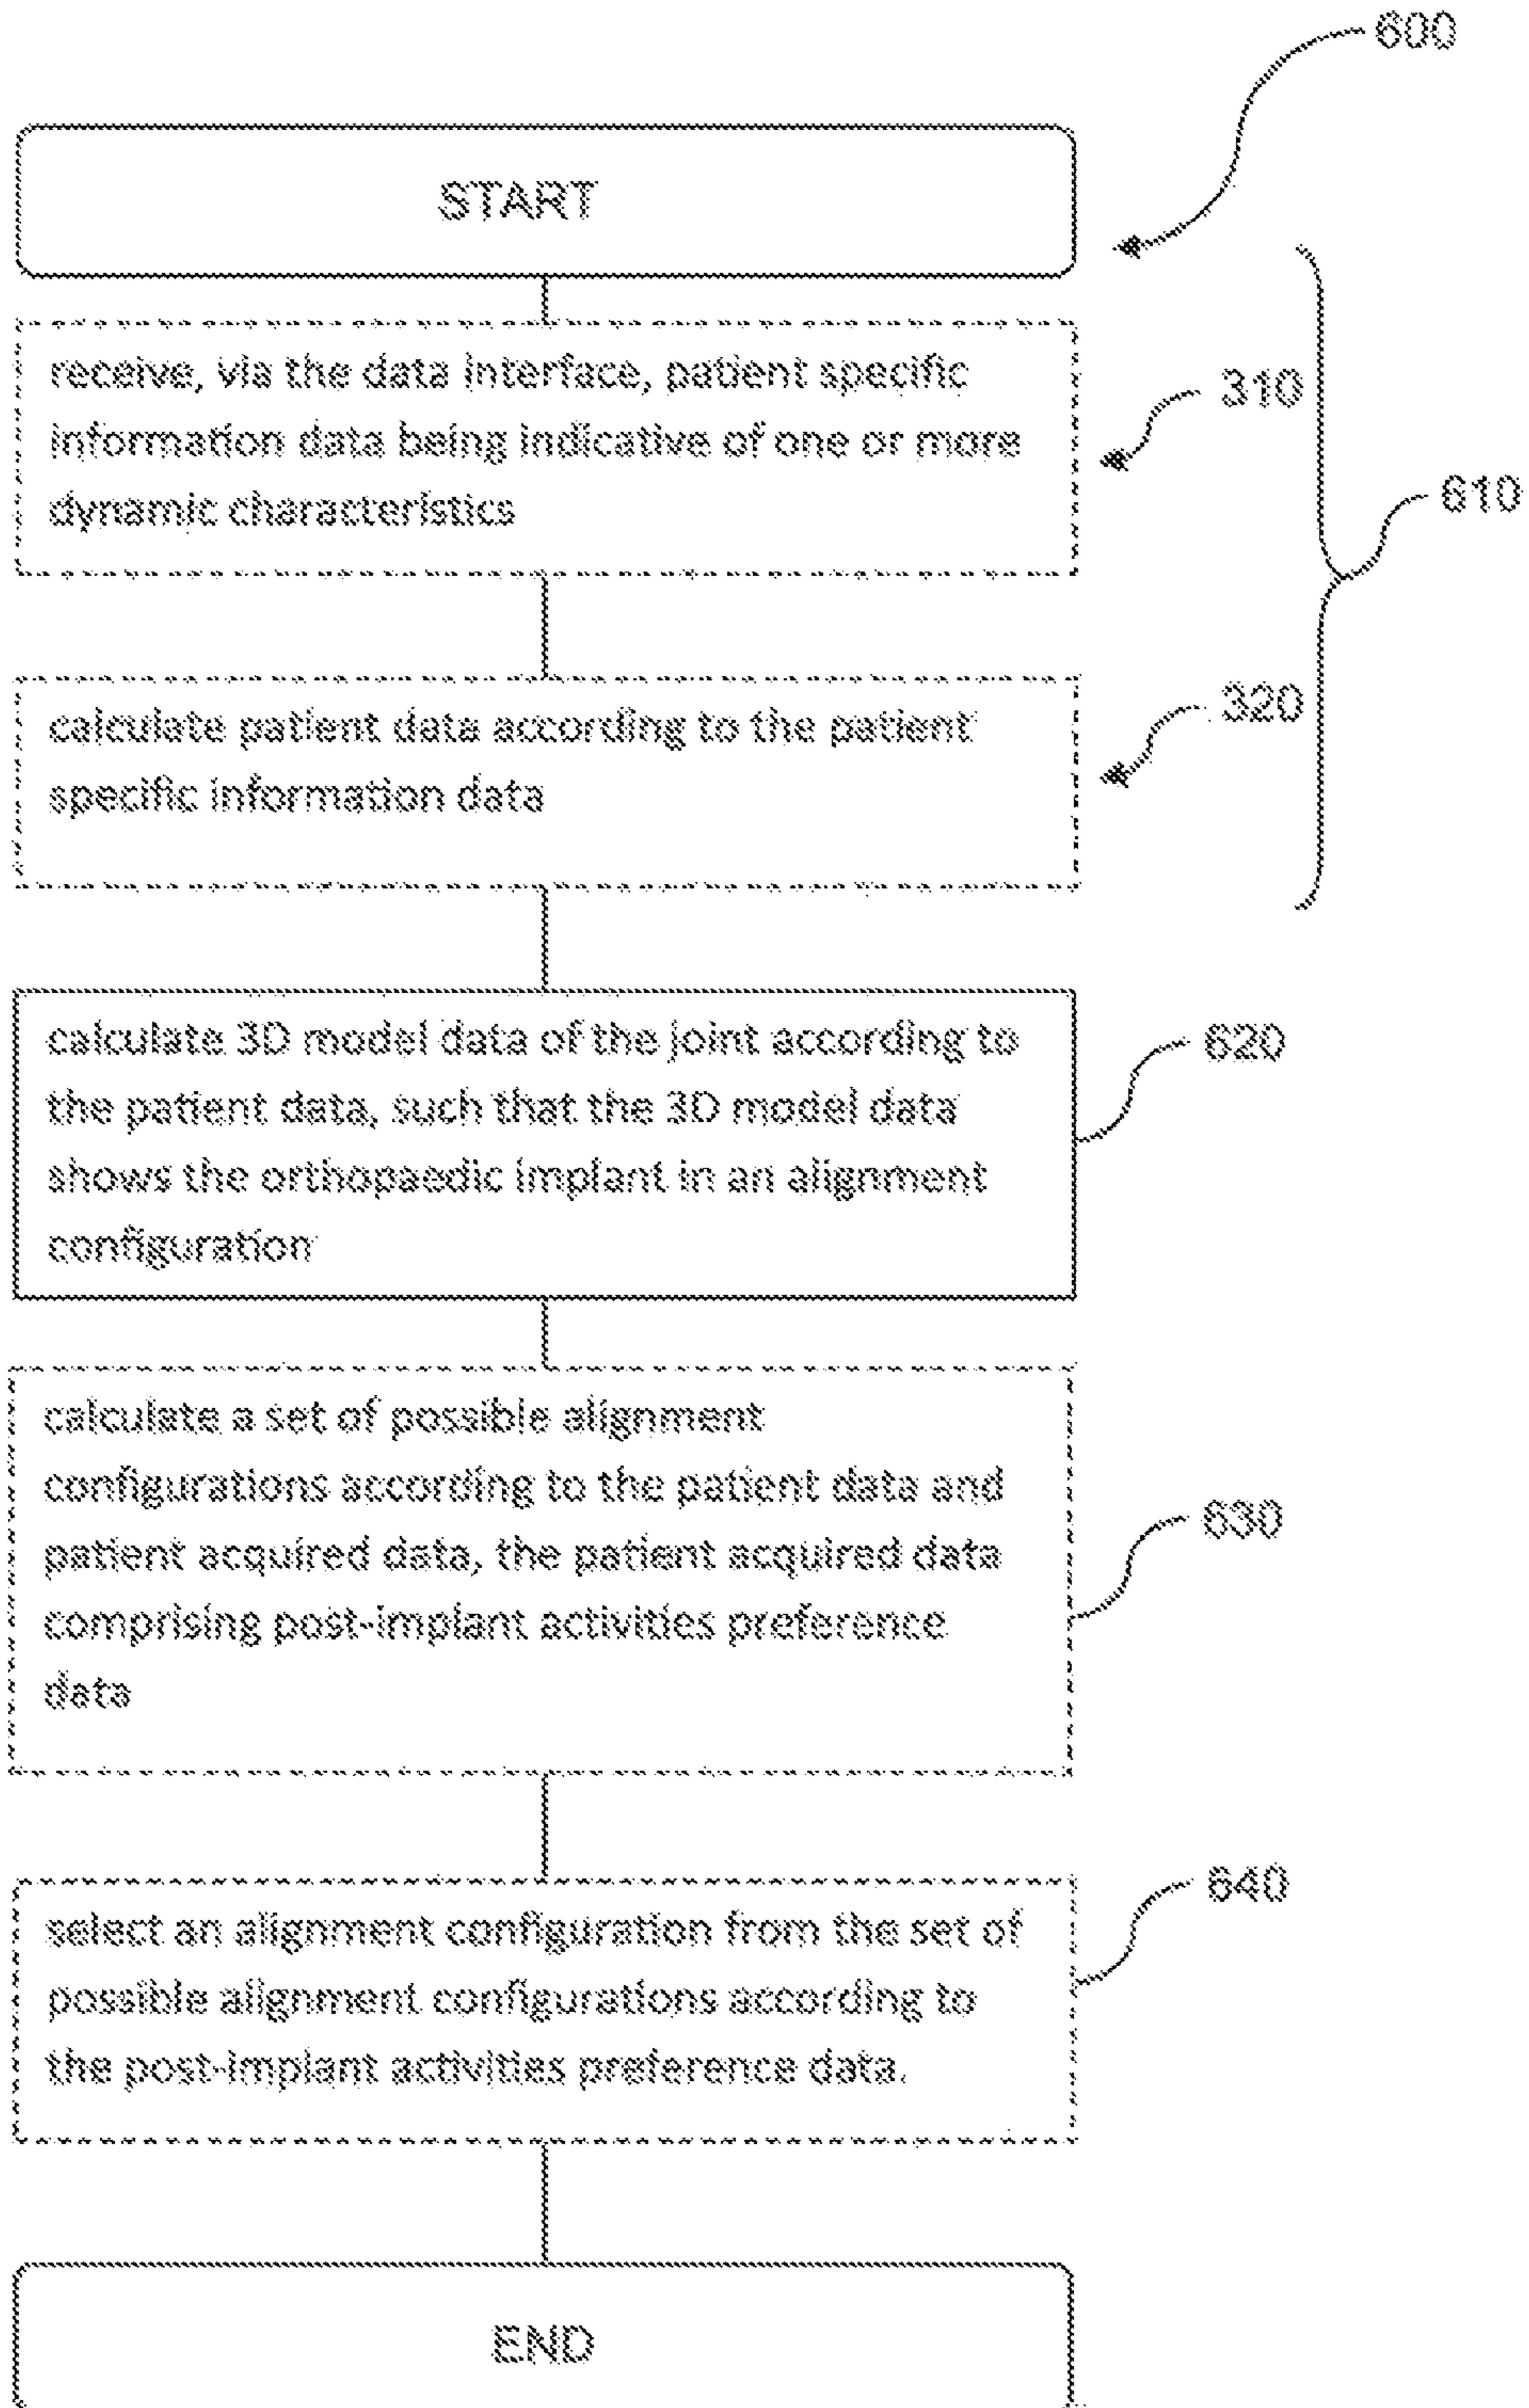 600
START
receive, via the data interface, patient specific
information data being indicative of one or more
dynamic characteristics
310
610
calculate patient data according to the patient
specific information data
320
calculate 3D model data of the joint according to
the patient data, such that the 3D model data
shows the orthopaedic implant in an alignment
configuration
620
calculate a set of possible alignment
configurations according to the patient data and
patient acquired data, the patient acquired data
comprising post-implant activities preference
data
630
select an alignment configuration from the set of
possible alignment configurations according to
the post-implant activities preference data.
640
END